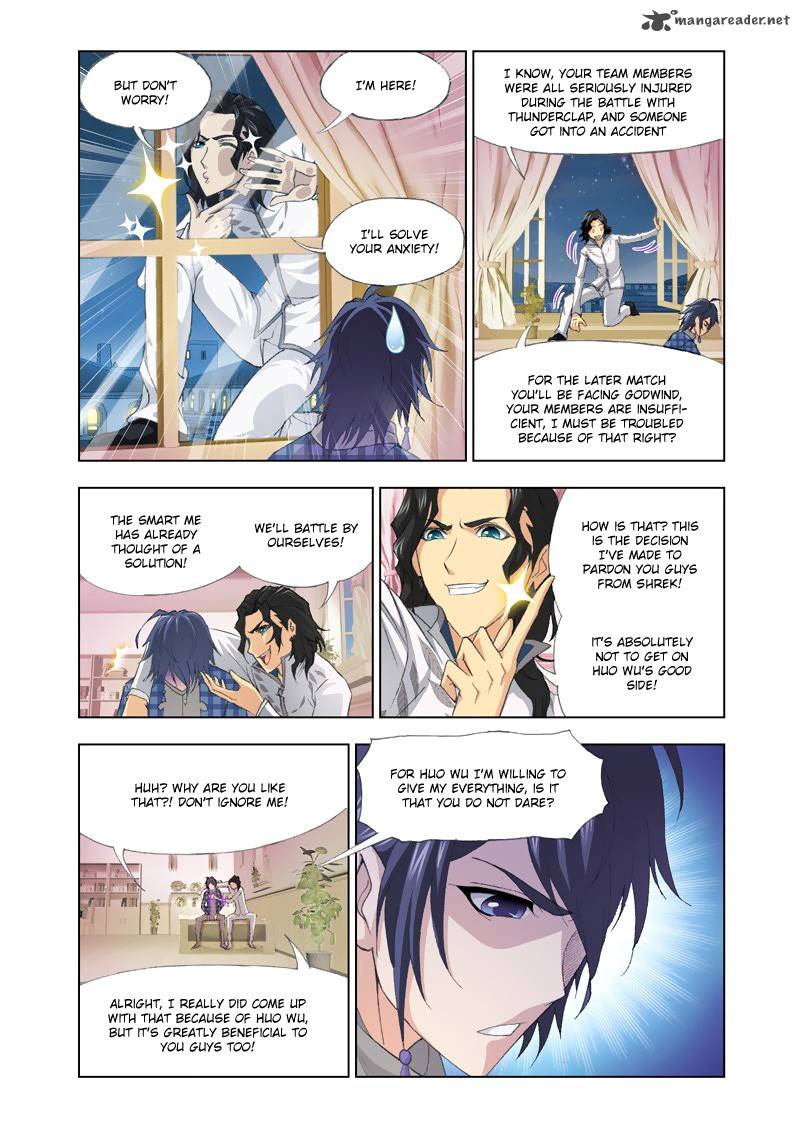 mangareader.net
BUT DON'T
WORRY!
I'M HERE!
I'LL SOLVE
YOUR ANXIETY!
I KNOW, YOUR TEAM MEMBERS
WERE ALL SERIOUSLY INJURED
DURING THE BATTLE WITH
THUNDERCLAP, AND SOMEONE
GOT INTO AN ACCIDENT
FOR THE LATER MATCH
YOU'LL BE FACING GODWIND,
YOUR MEMBERS ARE INSUFFI-
CIENT, I MUST BE TROUBLED
BECAUSE OF THAT RIGHT?
THE SMART ME
HAS ALREADY
THOUGHT OF A
SOLUTION!
WE'LL BATTLE BY
OURSELVES!
HOW IS THAT? THIS IS
THE DECISION
I'VE MADE TO
PARDON YOU GUYS
FROM SHREK!
IT'S ABSOLUTELY
NOT TO GET ON
HUO WU'S GOOD
SIDE!
HUH? WHY ARE YOU LIKE
THAT?! DON'T IGNORE ME!
ALRIGHT, I REALLY DID COME UP
WITH THAT BECAUSE OF HUO WU,
BUT IT'S GREATLY BENEFICIAL TO
YOU GUYS TOO!
FOR HUO WU I'M WILLING TO
GIVE MY EVERYTHING, IS IT
THAT YOU DO NOT DARE?